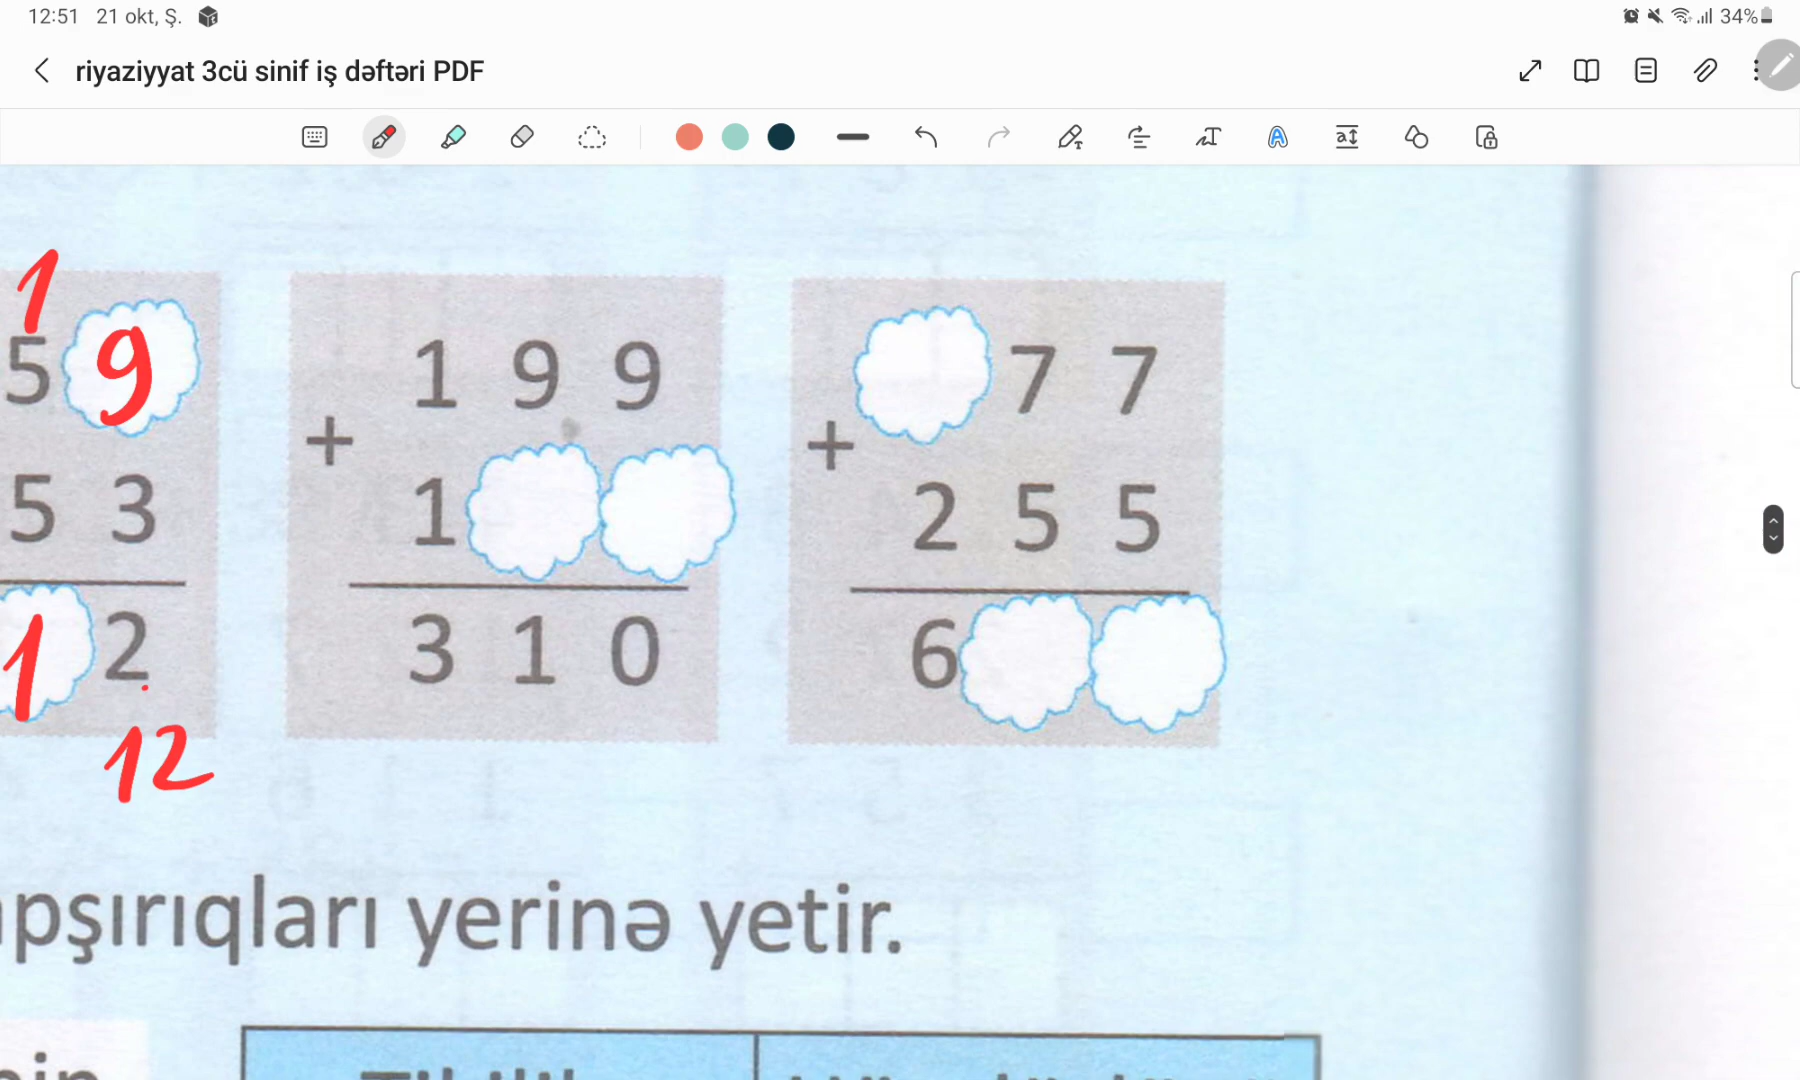 12:51 21 okt, Ş. 34%
riyaziyyat 3cü sinif iş dəftəri PDF
1
5 9
5 3
1 2
12
1 9 9
+
1
3 1 0
7 7
+
2 5 5
6
pşırıqları yerinə yetir.